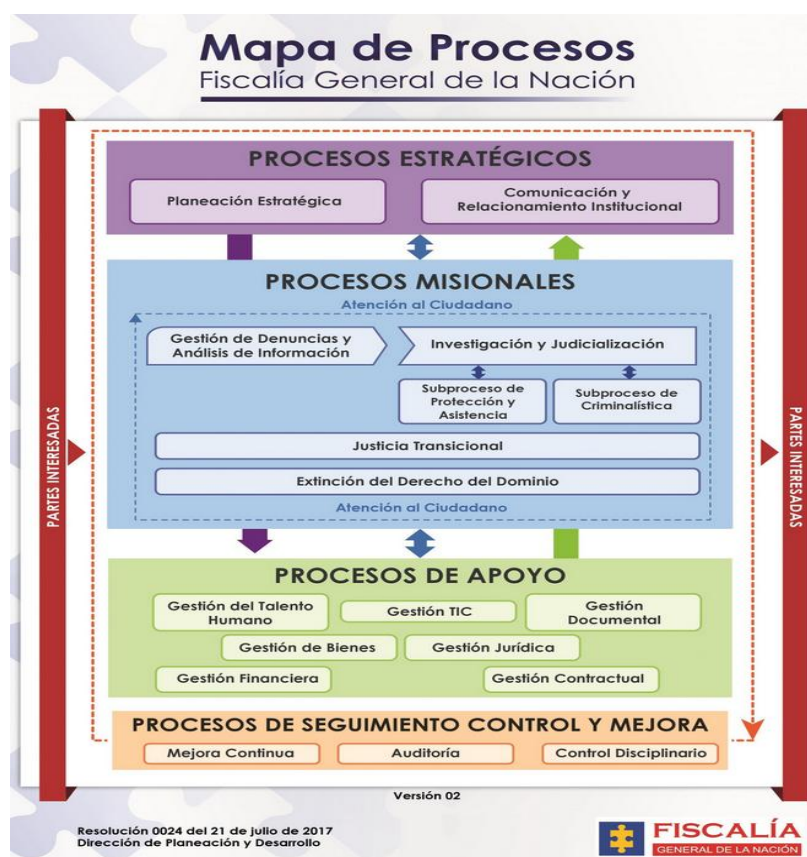 Mapa de Procesos
Fiscalía General de la Nación
PROCESOS ESTRATÉGICOS
Planeación Estratégica
Comunicación y
Relacionamiento Institucional
PROCESOS MISIONALES
Atención al Ciudadano
Gestión de Denuncias y
Análisis de Información
Investigación y Judicialización
Subproceso de
Protección y
Asistencia
Subproceso de
Criminalística
Justicia Transicional
Extinción del Derecho del Dominio
Atención al Ciudadano
PARTES INTERESADAS
PARTES INTERESADAS
PROCESOS DE APOYO
Gestión del Talento
Humano
Gestión TIC
Gestión
Documental
Gestión de Bienes
Gestión Jurídica
Gestión Financiera
Gestión Contractual
PROCESOS DE SEGUIMIENTO CONTROL Y MEJORA
Mejora Continua
Auditoría
Control Disciplinario
Versión 02
Resolución 0024 del 21 de julio de 2017
Dirección de Planeación y Desarrollo
FISCALÍA
GENERAL DE LA NACIÓN